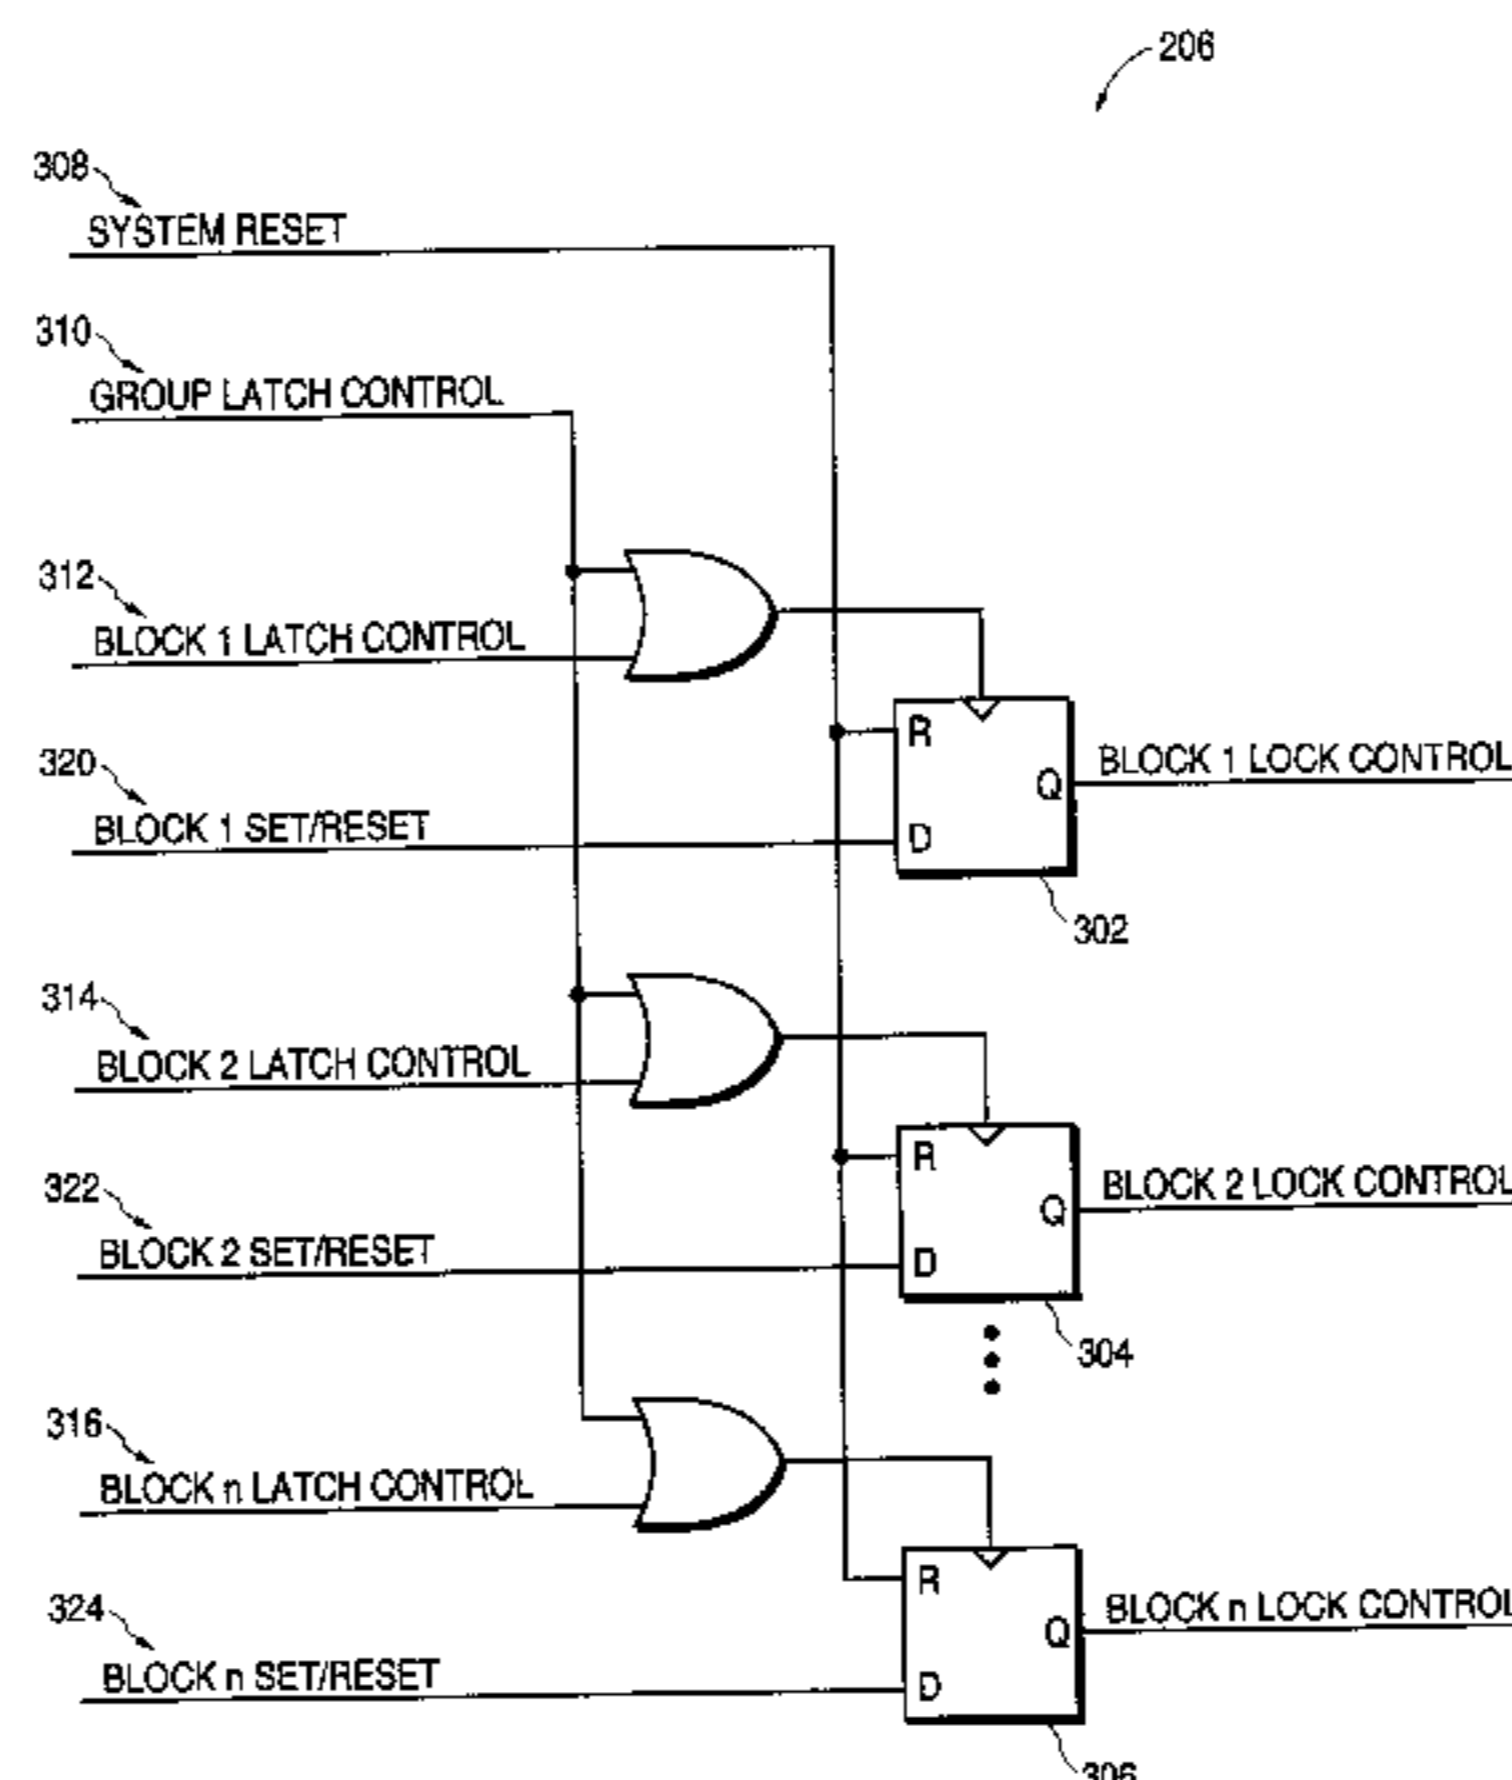 206
308
SYSTEM RESET
310
GROUP LATCH CONTROL
312
BLOCK 1 LATCH CONTROL
320
BLOCK 1 SET/RESET
R
D
Q
BLOCK 1 LOCK CONTROL
302
314
BLOCK 2 LATCH CONTROL
322
BLOCK 2 SET/RESET
R
D
Q
BLOCK 2 LOCK CONTROL
304
316
BLOCK n LATCH CONTROL
324
BLOCK n SET/RESET
R
D
Q
BLOCK n LOCK CONTROL
306